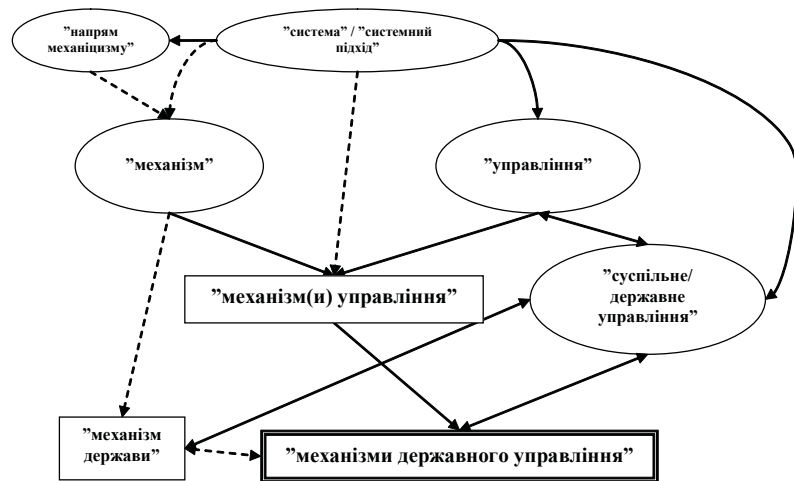 ”напрям
механіцизму”
”система” / ”системний
підхід”
”механізм”
”управління”
”механізм(и) управління”
”суспільне/
державне
управління”
”механізм
держави”
”механізми державного управління”